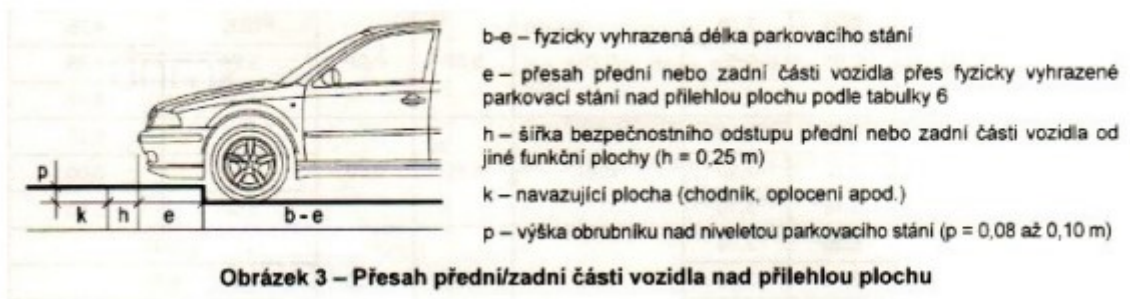 b-e – fyzicky vyhrazená délka parkovacího stání
e – přesah přední nebo zadní části vozidla přes fyzicky vyhrazené
parkovací stání nad přilehlou plochu podle tabulky 6
h – šířka bezpečnostního odstupu přední nebo zadní části vozidla od
jiné funkční plochy (h = 0,25 m)
k – navazující plocha (chodník, oplocení apod.)
p – výška obrubníku nad niveletou parkovacího stání (p = 0,08 až 0,10 m)
p
k h e b - e
Obrázek 3 – Přesah přední/zadní části vozidla nad přilehlou plochu